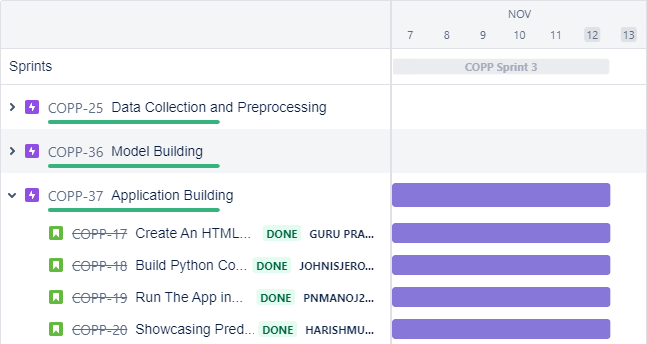 NOV
7 8 9 10 11 12 13
Sprints
COPP Sprint 3
COPP-25 Data Collection and Preprocessing
COPP-36 Model Building
COPP-37 Application Building
COPP-17 Create An HTML... DONE GURU PRA...
COPP-18 Build Python Co... DONE JOHNISJERO...
COPP-19 Run The App in... DONE PNMANOJ2...
COPP-20 Showcasing Pred... DONE HARISHMU...